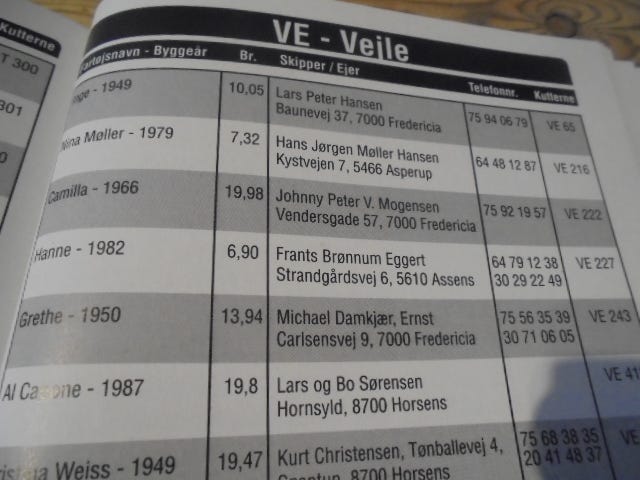 Kutterne
T 300
301
0
VE - Vejle
Fartøjsnavn - Byggeår Br. Skipper / Ejer Telefonnr. Kutterne
- 1949 10,05 Lars Peter Hansen 75 94 06 79 VE 65
Baunevej 37, 7000 Fredericia
Nina Møller - 1979 7,32 Hans Jørgen Møller Hansen 64 48 12 87 VE 216
Kystvejen 7, 5466 Asperup
Camilla - 1966 19,98 Johnny Peter V. Mogensen 75 92 19 57 VE 222
Vendersgade 57, 7000 Fredericia
Hanne - 1982 6,90 Frants Brønnum Eggert 64 79 12 38 VE 227
Strandgårdsvej 6, 5610 Assens 30 29 22 49
Grethe - 1950 13,94 Michael Damkjær, Ernst 75 56 35 39 VE 243
Carlsensvej 9, 7000 Fredericia 30 71 06 05
Al Capone - 1987 19,8 Lars og Bo Sørensen VE 41
Hornsyld, 8700 Horsens
Weiss - 1949 19,47 Kurt Christensen, Tønballevej 4, 75 68 38 35 VE
8700 Horsens 20 41 48 37